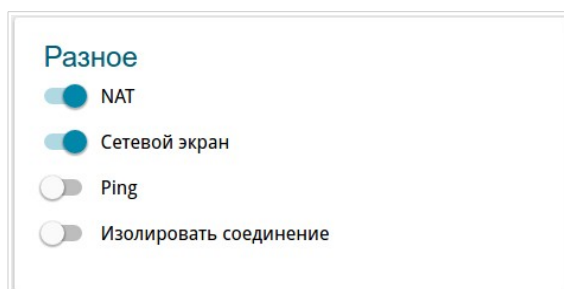 Разное
NAT
Сетевой экран
Ping
Изолировать соединение